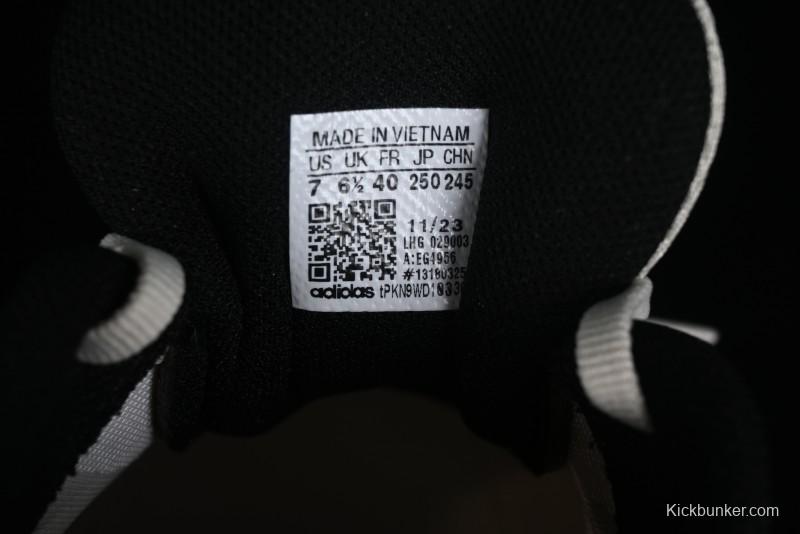 MADE IN VIETNAM
US UK FR JP CHN
7 6½ 40 250 245
11/23
LHG 029003
A:EG4956
#13180325
adidas tPKN9WD1833
Kickbunker.com